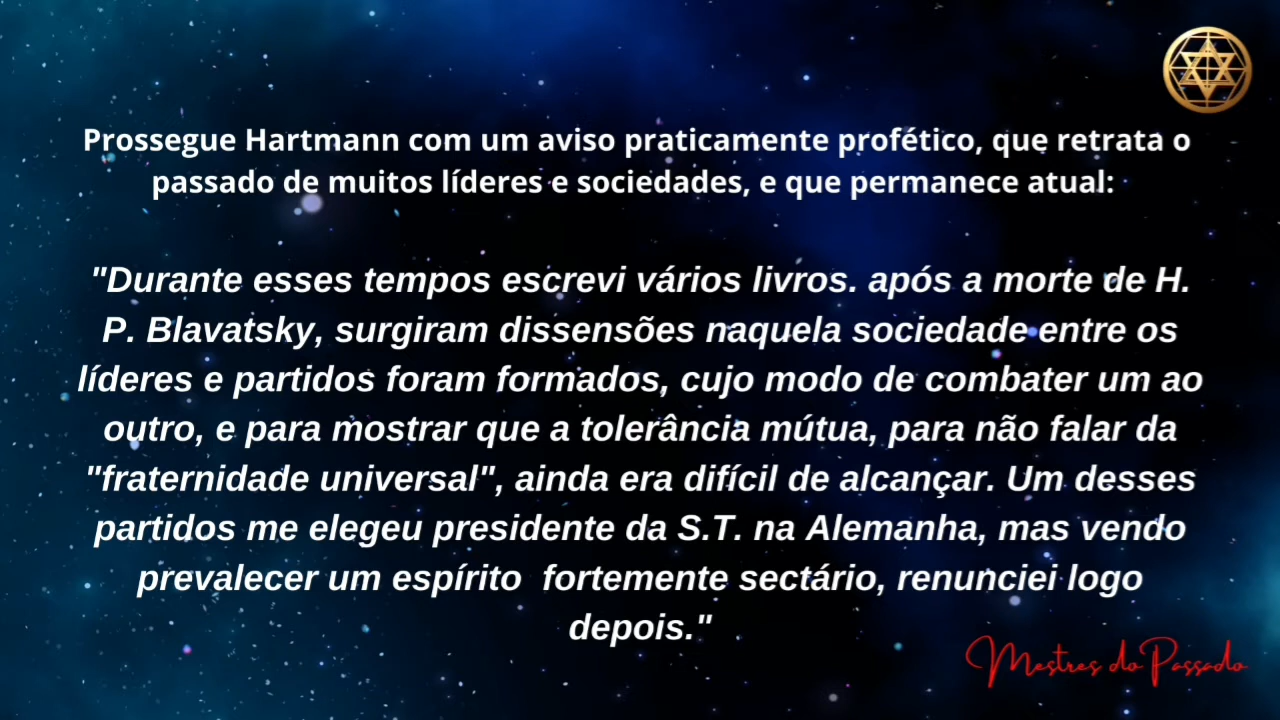 Prossegue Hartmann com um aviso praticamente profético, que retrata o
passado de muitos líderes e sociedades, e que permanece atual:
"Durante esses tempos escrevi vários livros. após a morte de H.
P. Blavatsky, surgiram dissensões naquela sociedade entre os
líderes e partidos foram formados, cujo modo de combater um ao
outro, e para mostrar que a tolerância mútua, para não falar da
"fraternidade universal", ainda era difícil de alcançar. Um desses
partidos me elegeu presidente da S.T. na Alemanha, mas vendo
prevalecer um espírito  fortemente sectário, renunciei logo
depois."
Mestres do Passado